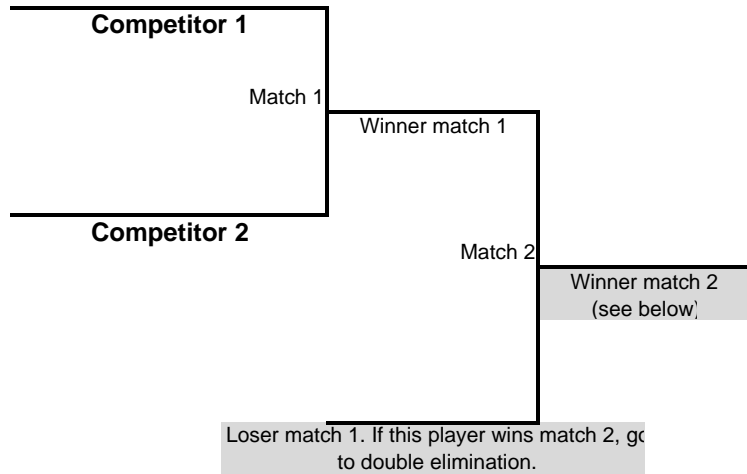 Competitor 1
Match 1
Winner match 1
Competitor 2
Match 2
Winner match 2
(see below)
Loser match 1. If this player wins match 2, go
to double elimination.